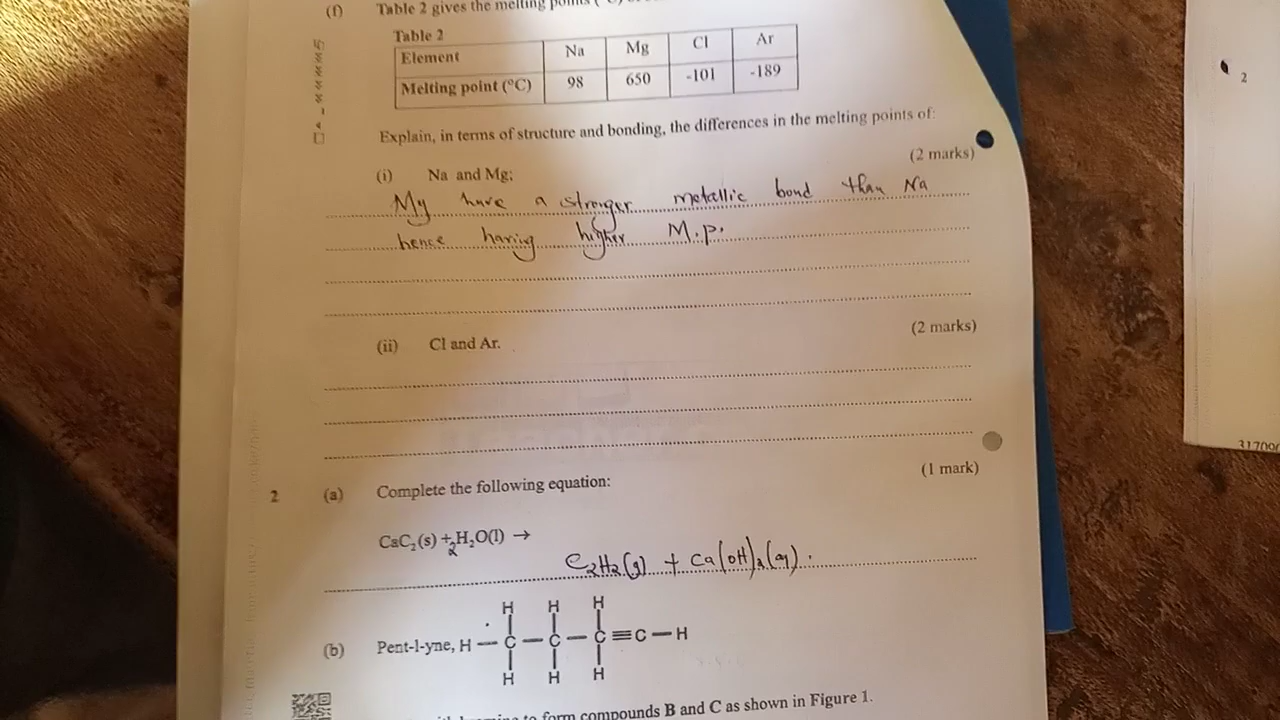 (f) Table 2 gives the melting points (
Table 2
Element Na Mg Cl Ar
Melting point (°C) 98 650 -101 -189
Explain, in terms of structure and bonding, the differences in the melting points of:
(i) Na and Mg; (2 marks)
My have a stronger metallic bond than Na
hence having higher M.p.
(ii) Cl and Ar. (2 marks)
2 (a) Complete the following equation: (1 mark)
CaC₂(s) + 2H₂O(l) →
C₂H₂(g) + Ca(OH)₂(aq).
(b) Pent-1-yne, H — C — C — C ≡ C — H
H H H
H H H
to form compounds B and C as shown in Figure 1.
2